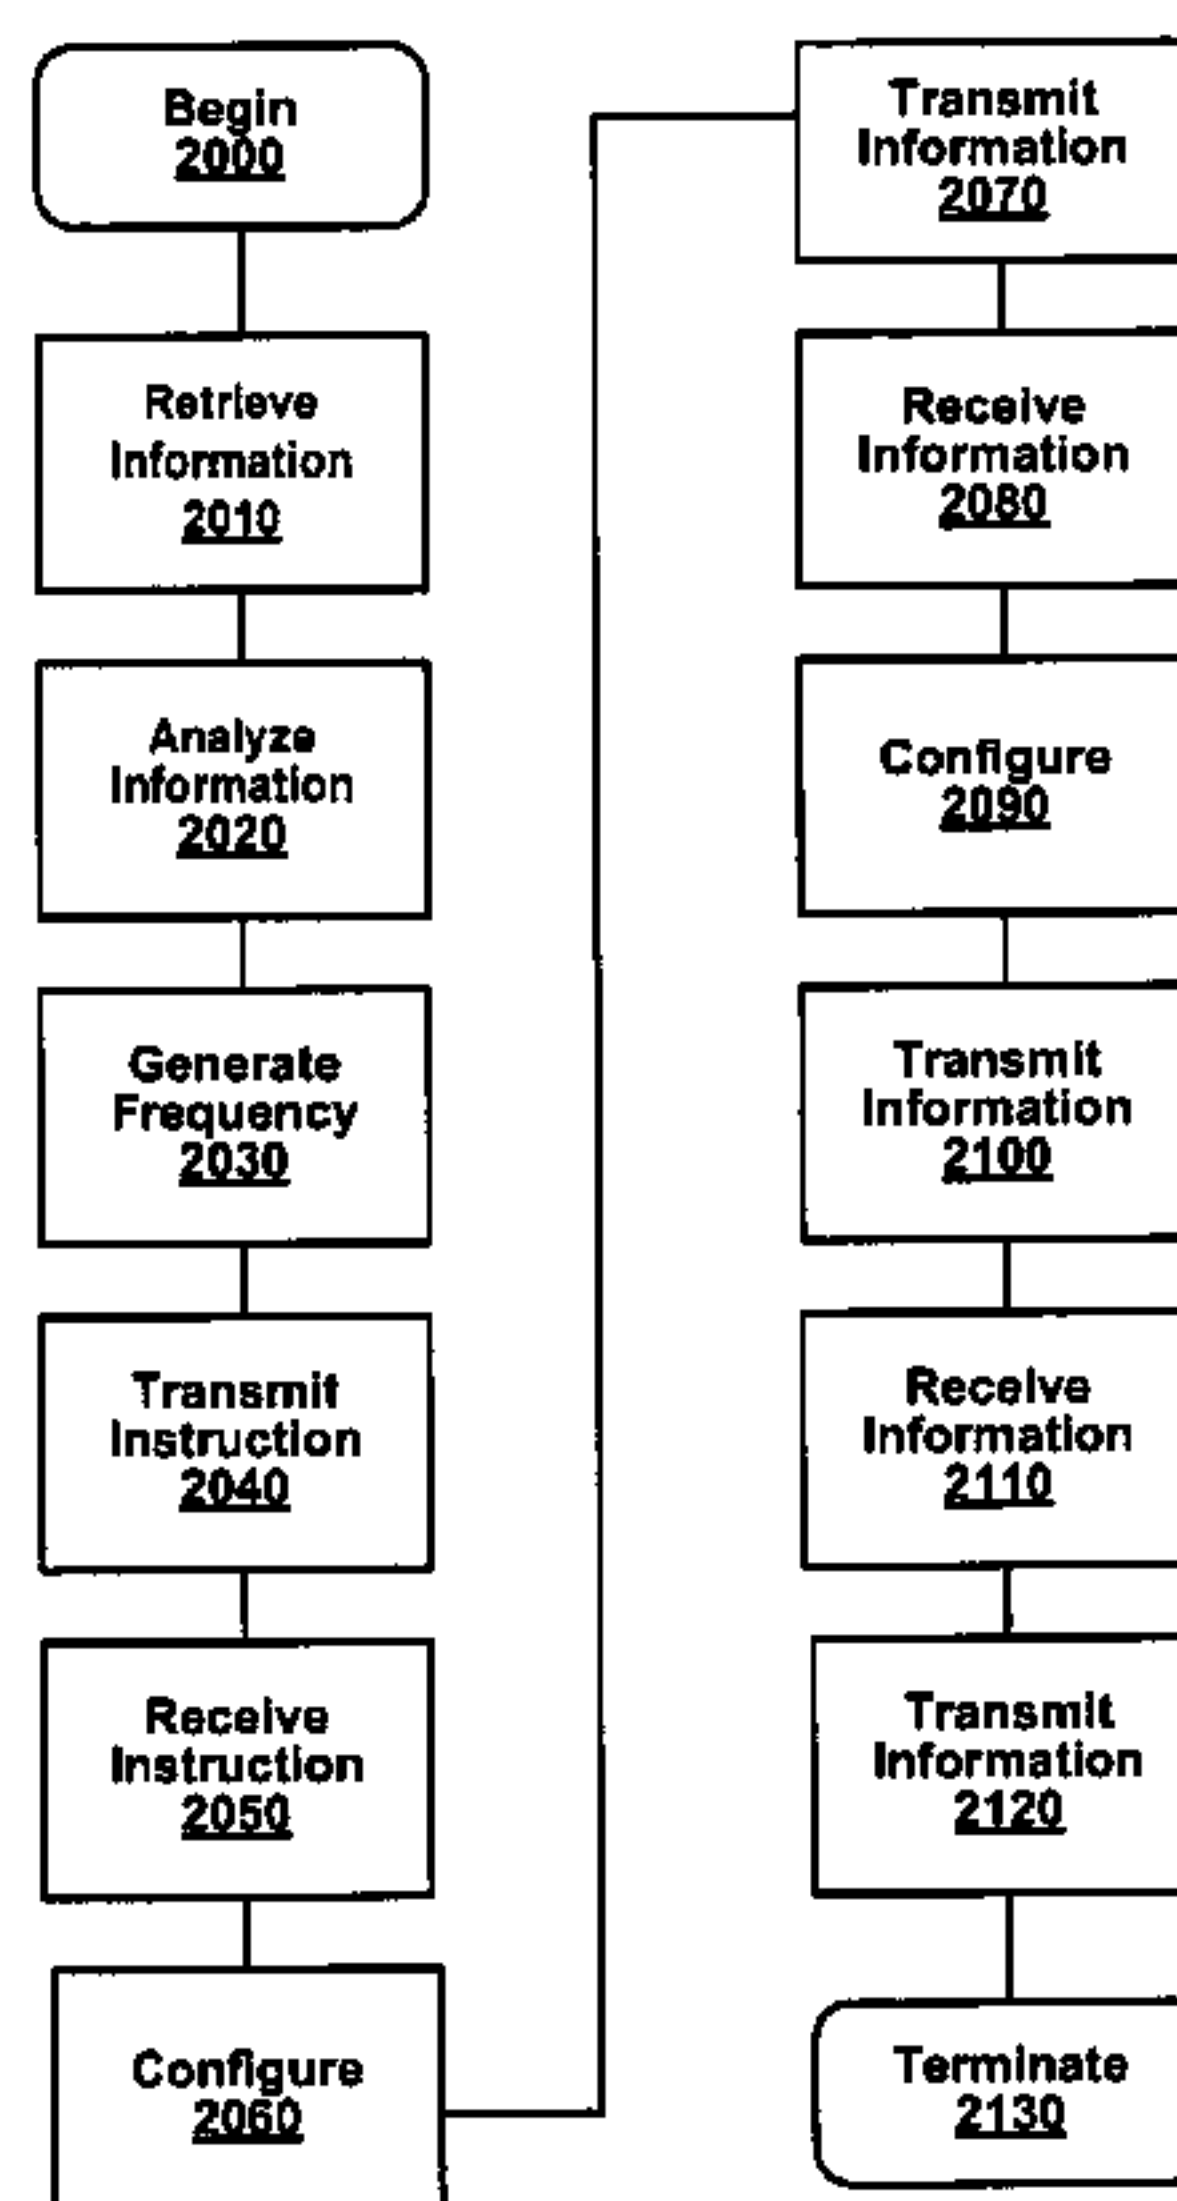 Begin
2000
Retrieve
Information
2010
Analyze
Information
2020
Generate
Frequency
2030
Transmit
Instruction
2040
Receive
Instruction
2050
Configure
2060
Transmit
Information
2070
Receive
Information
2080
Configure
2090
Transmit
Information
2100
Receive
Information
2110
Transmit
Information
2120
Terminate
2130